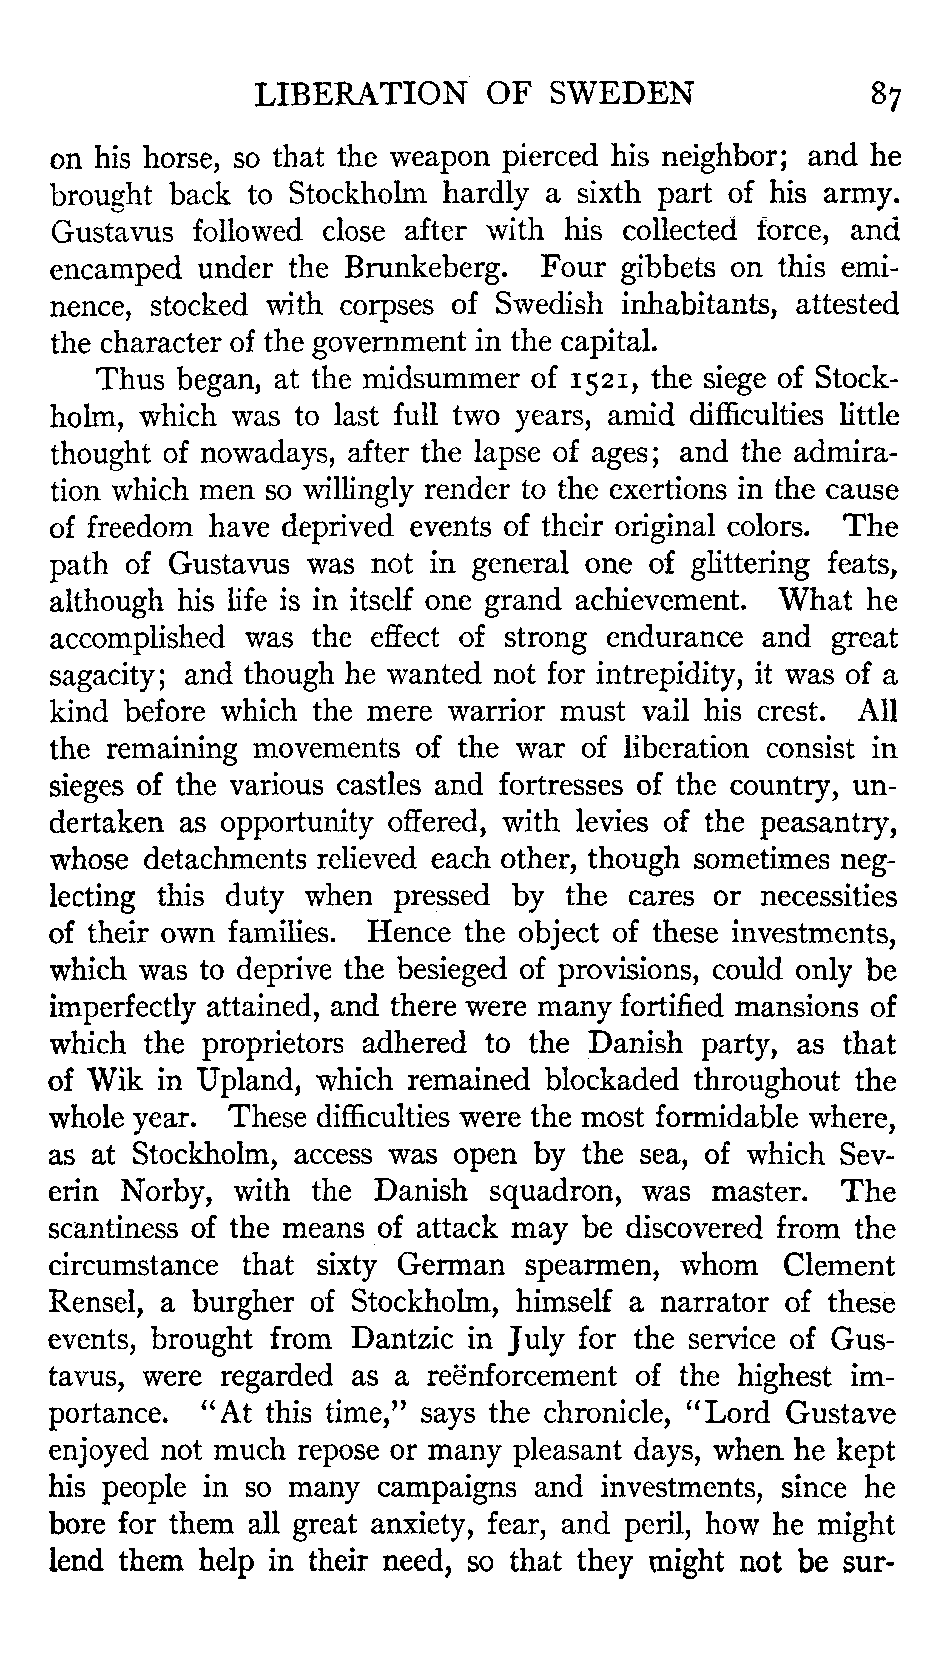 LIBERATION OF SWEDEN 87
on his horse, so that the weapon pierced his neighbor; and he
brought back to Stockholm hardly a sixth part of his army.
Gustavus followed close after with his collected force, and
encamped under the Brunkeberg. Four gibbets on this emi-
nence, stocked with corpses of Swedish inhabitants, attested
the character of the government in the capital.
Thus began, at the midsummer of 1521, the siege of Stock-
holm, which was to last full two years, amid difficulties little
thought of nowadays, after the lapse of ages; and the admira-
tion which men so willingly render to the exertions in the cause
of freedom have deprived events of their original colors. The
path of Gustavus was not in general one of glittering feats,
although his life is in itself one grand achievement. What he
accomplished was the effect of strong endurance and great
sagacity; and though he wanted not for intrepidity, it was of a
kind before which the mere warrior must vail his crest. All
the remaining movements of the war of liberation consist in
sieges of the various castles and fortresses of the country, un-
dertaken as opportunity offered, with levies of the peasantry,
whose detachments relieved each other, though sometimes neg-
lecting this duty when pressed by the cares or necessities
of their own families. Hence the object of these investments,
which was to deprive the besieged of provisions, could only be
imperfectly attained, and there were many fortified mansions of
which the proprietors adhered to the Danish party, as that
of Wik in Upland, which remained blockaded throughout the
whole year. These difficulties were the most formidable where,
as at Stockholm, access was open by the sea, of which Sev-
erin Norby, with the Danish squadron, was master. The
scantiness of the means of attack may be discovered from the
circumstance that sixty German spearmen, whom Clement
Rensel, a burgher of Stockholm, himself a narrator of these
events, brought from Dantzic in July for the service of Gus-
tavus, were regarded as a reënforcement of the highest im-
portance. "At this time," says the chronicle, "Lord Gustave
enjoyed not much repose or many pleasant days, when he kept
his people in so many campaigns and investments, since he
bore for them all great anxiety, fear, and peril, how he might
lend them help in their need, so that they might not be sur-